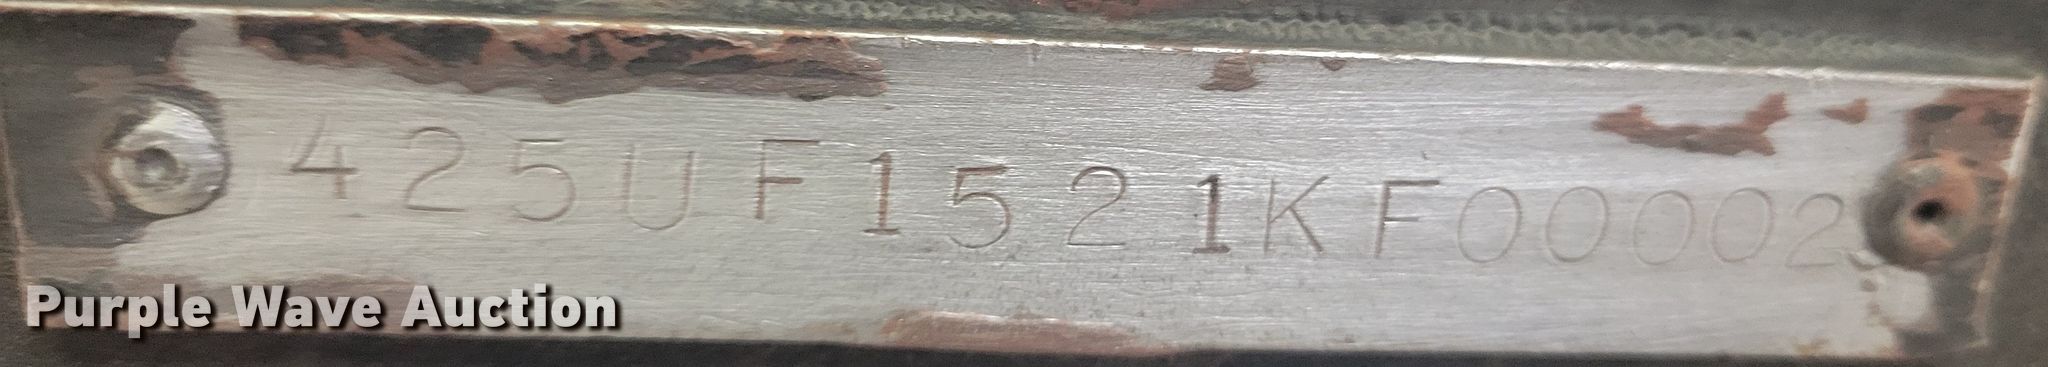 425UF1521KF00002
Purple Wave Auction